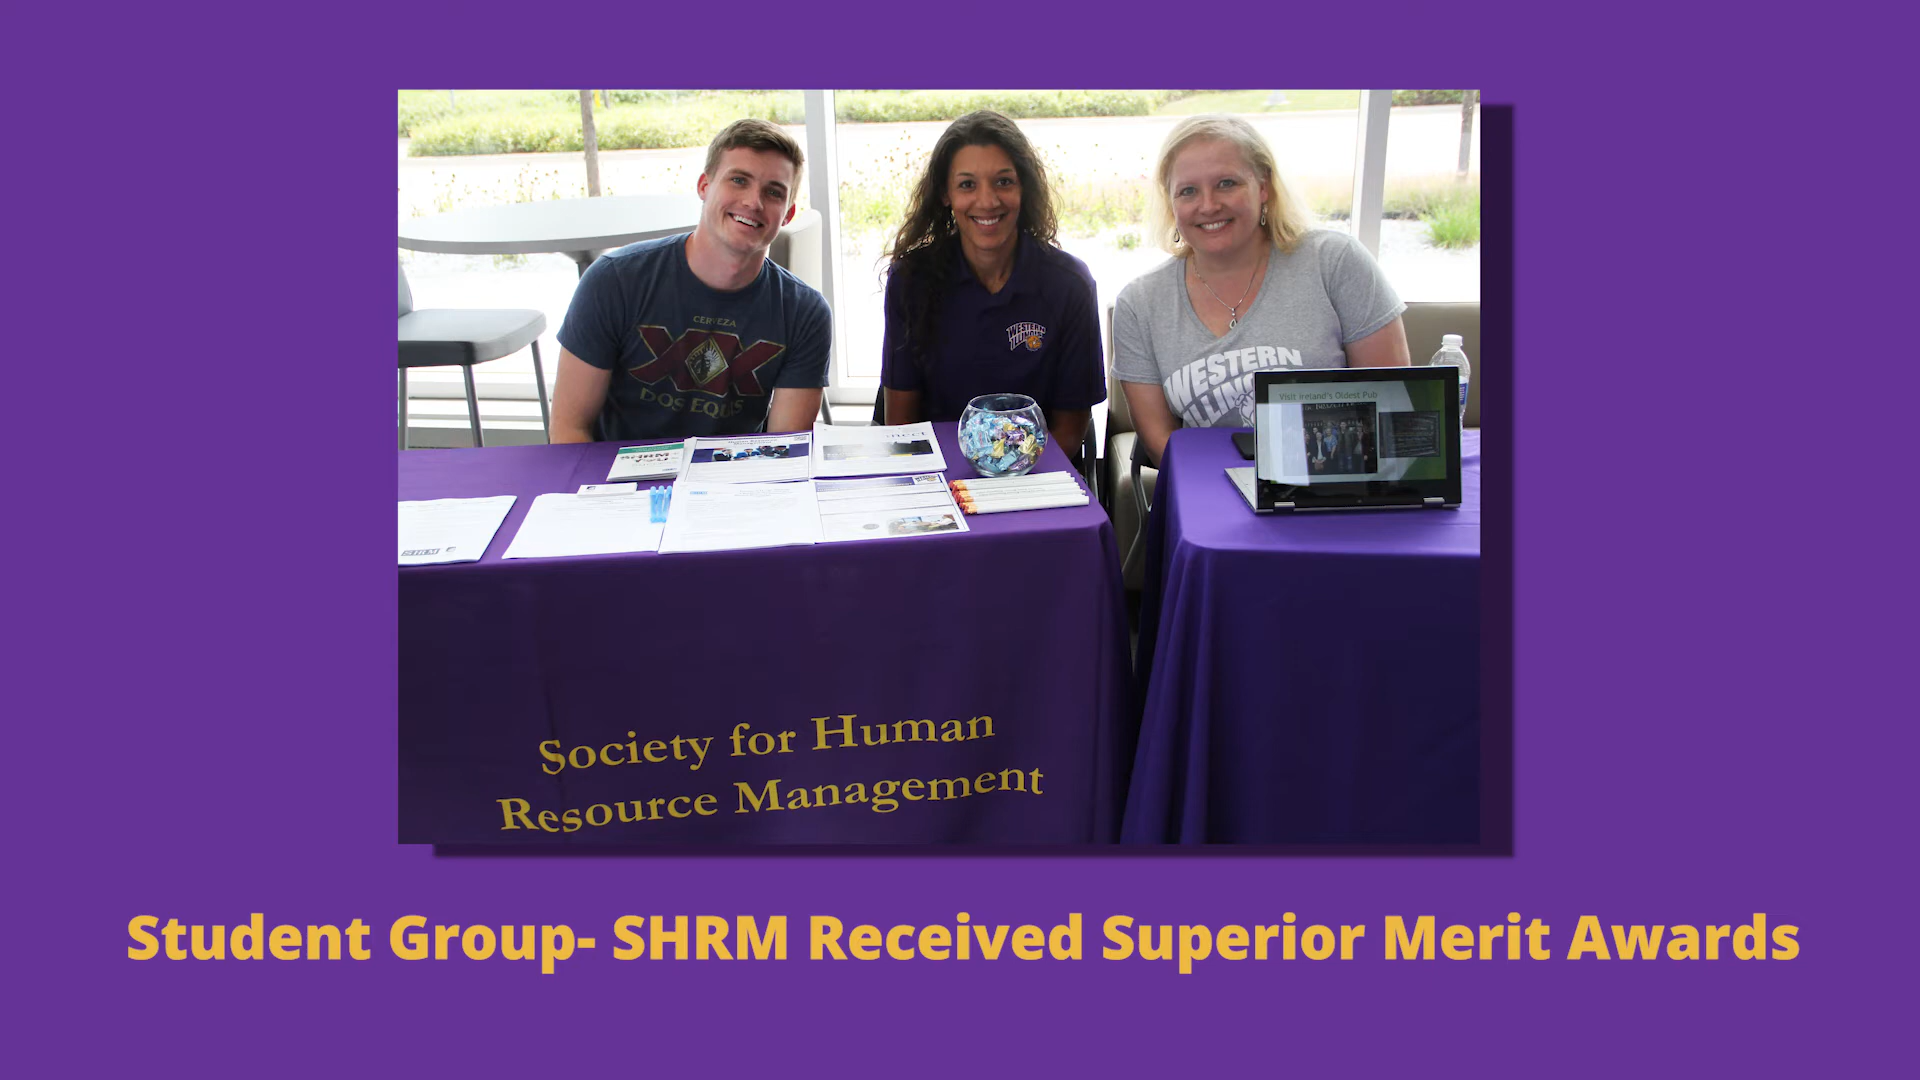 CERVEZA
XX
DOS EQUIS
WESTERN
ILLINOIS
WESTERN
Visit Ireland's Oldest Pub
SHRM
Society for Human
Resource Management
Student Group- SHRM Received Superior Merit Awards